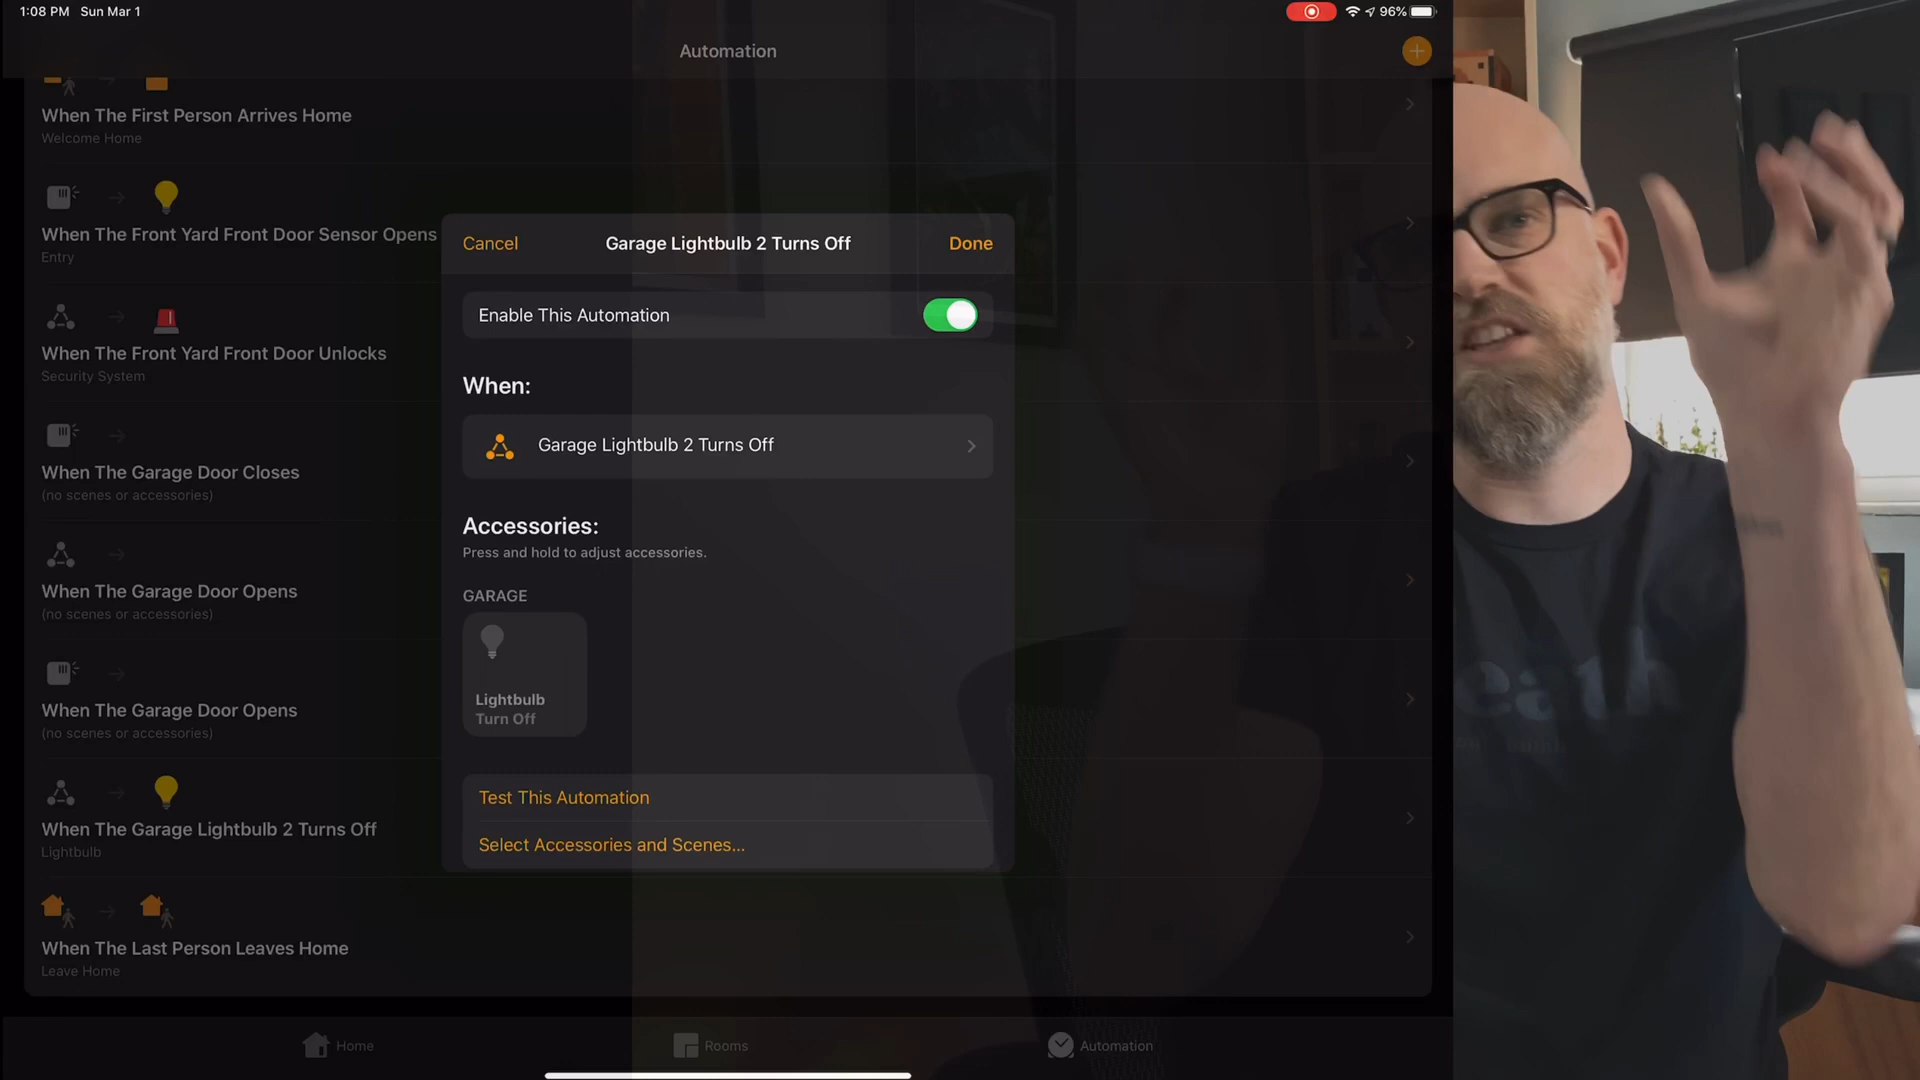 1:08 PM Sun Mar 1
96%
Automation
When The First Person Arrives Home
Welcome Home
When The Front Yard Front Door Sensor Opens
Entry
When The Front Yard Front Door Unlocks
Security System
When The Garage Door Closes
(no scenes or accessories)
When The Garage Door Opens
(no scenes or accessories)
When The Garage Door Opens
(no scenes or accessories)
When The Garage Lightbulb 2 Turns Off
Lightbulb
When The Last Person Leaves Home
Leave Home
Cancel
Garage Lightbulb 2 Turns Off
Done
Enable This Automation
When:
Garage Lightbulb 2 Turns Off
Accessories:
Press and hold to adjust accessories.
GARAGE
Lightbulb
Turn Off
Test This Automation
Select Accessories and Scenes...
Home
Rooms
Automation